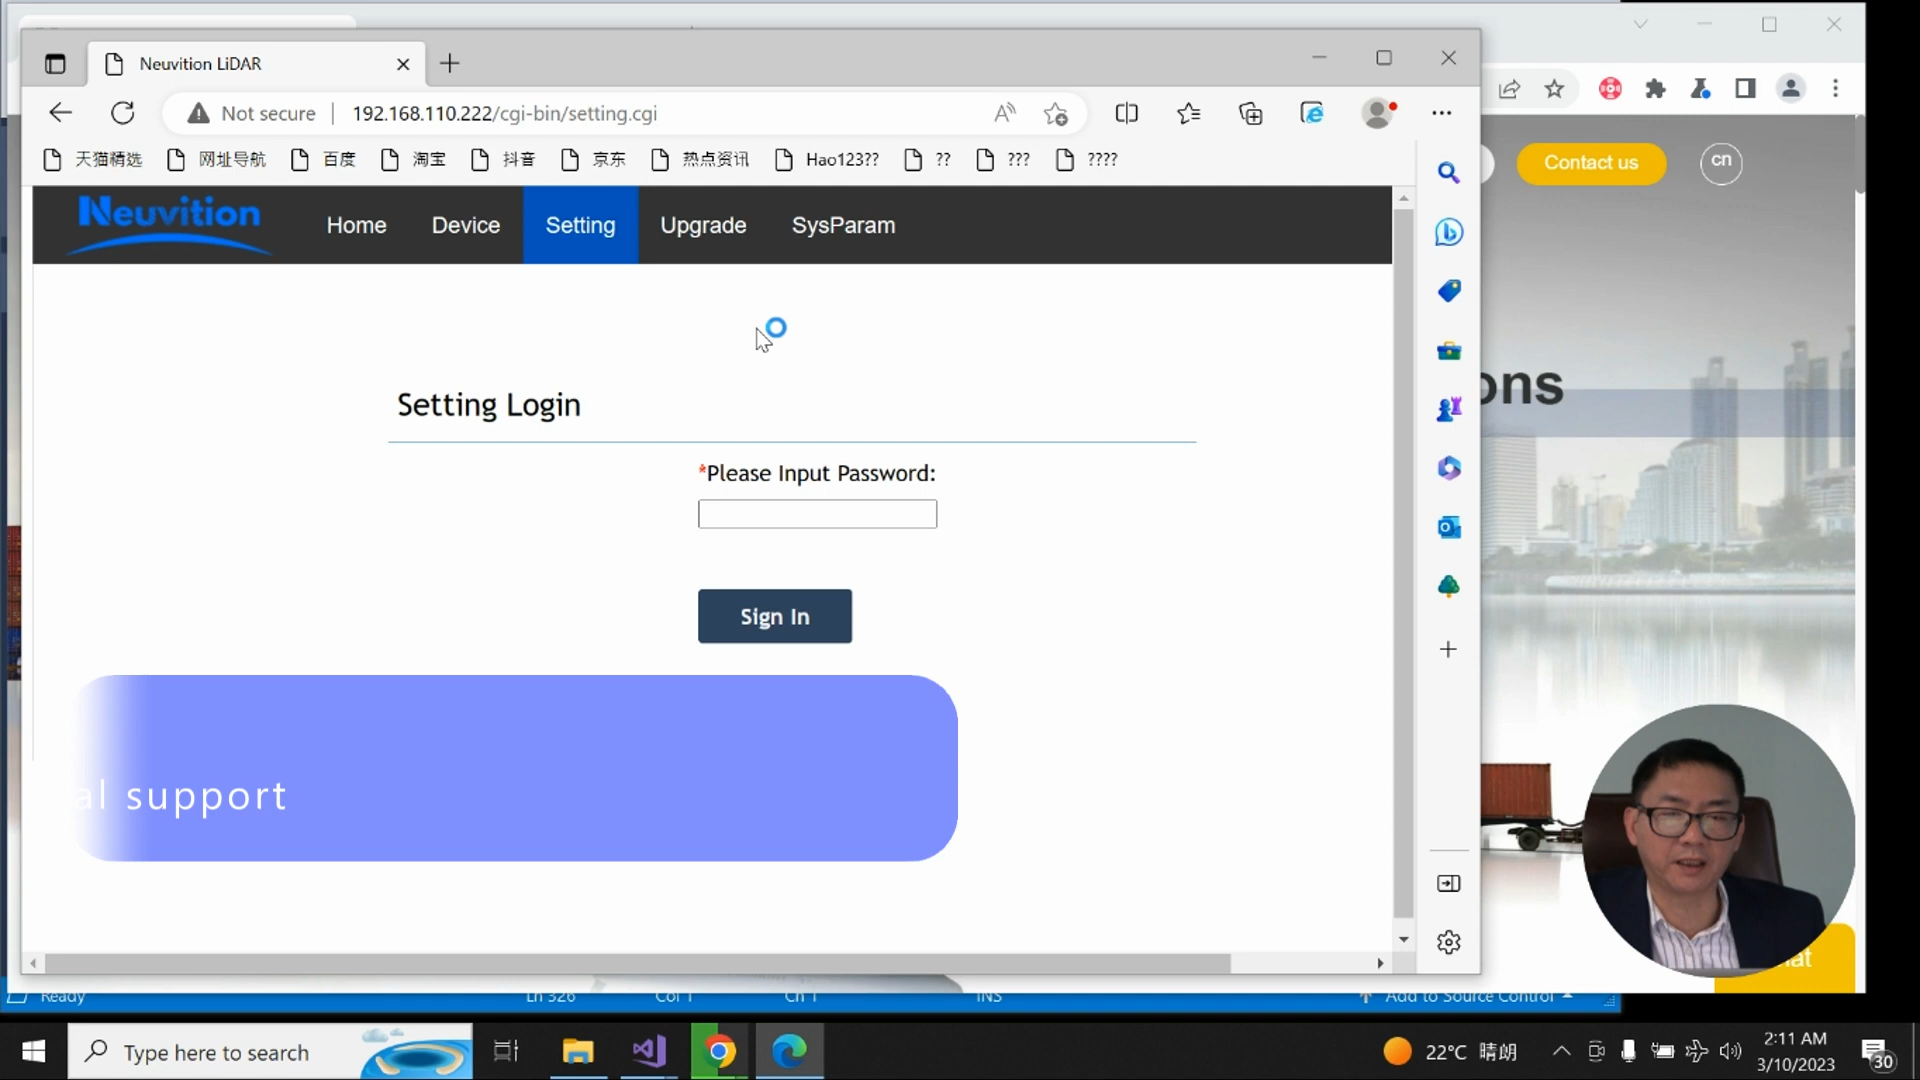 Neuvition LiDAR
Not secure
192.168.110.222/cgi-bin/setting.cgi
天猫精选
网址导航
百度
淘宝
抖音
京东
热点资讯
Hao123??
??
???
????
Contact us
cn
Neuvition
Home
Device
Setting
Upgrade
SysParam
ons
Setting Login
*Please Input Password:
Sign In
al support
at
Ready
Ln 326
Col 1
Ch 1
INS
Add to Source Control
Type here to search
22°C 晴朗
2:11 AM
3/10/2023
30